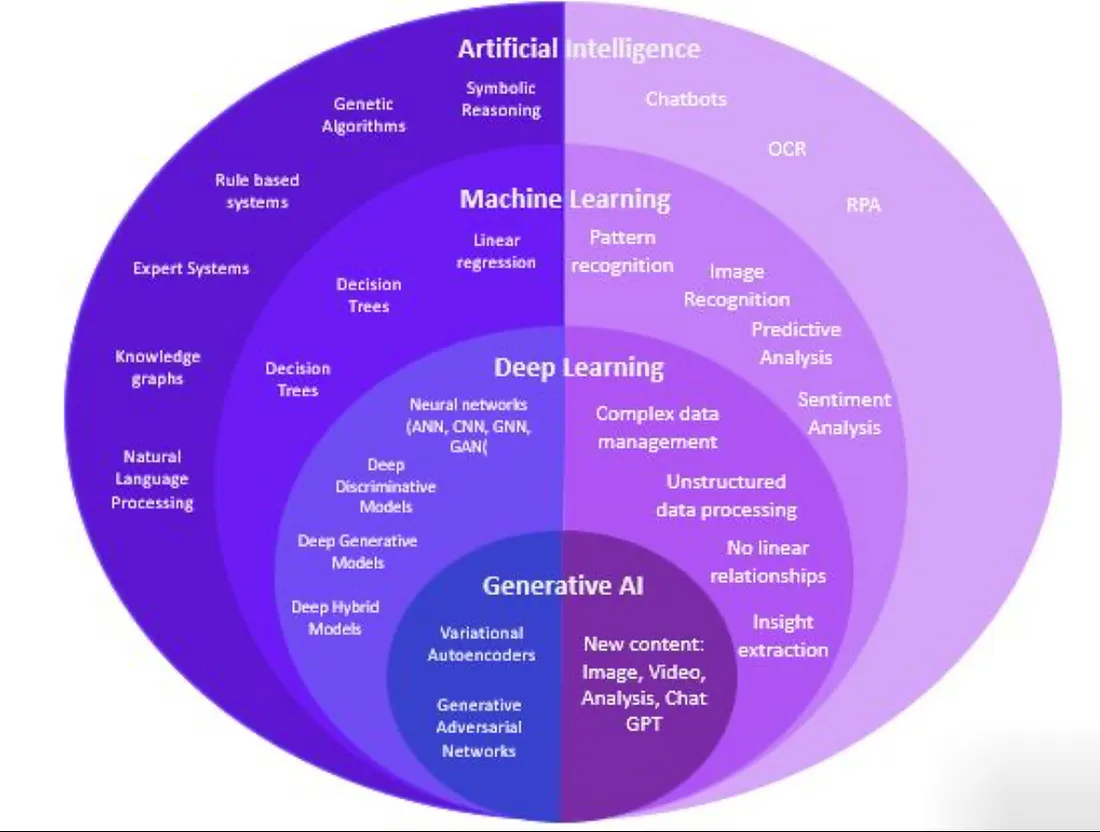 Artificial Intelligence
Symbolic
Reasoning
Genetic
Algorithms
Rule based
systems
Expert Systems
Knowledge
graphs
Natural
Language
Processing
Chatbots
OCR
RPA
Machine Learning
Linear
regression
Decision
Trees
Decision
Trees
Pattern
recognition
Image
Recognition
Predictive
Analysis
Sentiment
Analysis
Deep Learning
Neural networks
(ANN, CNN, GNN,
GAN(
Deep
Discriminative
Models
Deep Generative
Models
Deep Hybrid
Models
Complex data
management
Unstructured
data processing
No linear
relationships
Insight
extraction
Generative AI
Variational
Autoencoders
Generative
Adversarial
Networks
New content:
Image, Video,
Analysis, Chat
GPT